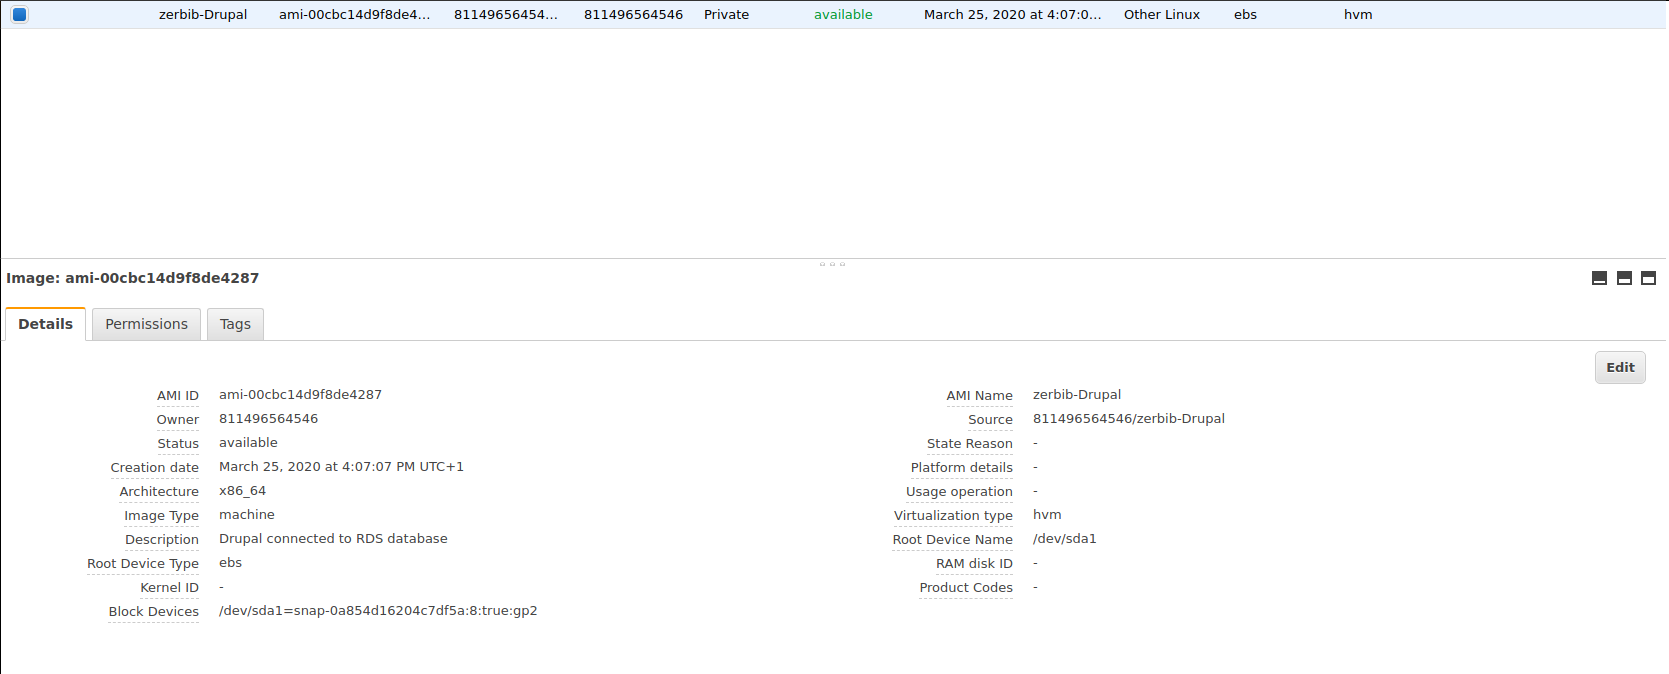 zerbib-Drupal ami-00cbc14d9f8de4... 81149656454... 811496564546 Private available March 25, 2020 at 4:07:0... Other Linux ebs hvm
Image: ami-00cbc14d9f8de4287
Details Permissions Tags
Edit
AMI ID ami-00cbc14d9f8de4287 AMI Name zerbib-Drupal
Owner 811496564546 Source 811496564546/zerbib-Drupal
Status available State Reason -
Creation date March 25, 2020 at 4:07:07 PM UTC+1 Platform details -
Architecture x86_64 Usage operation -
Image Type machine Virtualization type hvm
Description Drupal connected to RDS database Root Device Name /dev/sda1
Root Device Type ebs RAM disk ID -
Kernel ID - Product Codes -
Block Devices /dev/sda1=snap-0a854d16204c7df5a:8:true:gp2